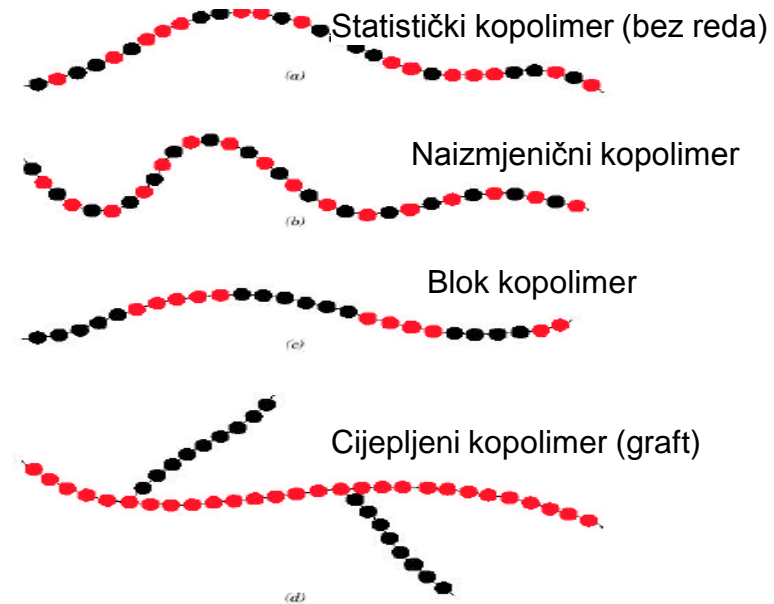 Statistički kopolimer (bez reda)
(a)
Naizmjenični kopolimer
(b)
Blok kopolimer
(c)
Cijepljeni kopolimer (graft)
(d)